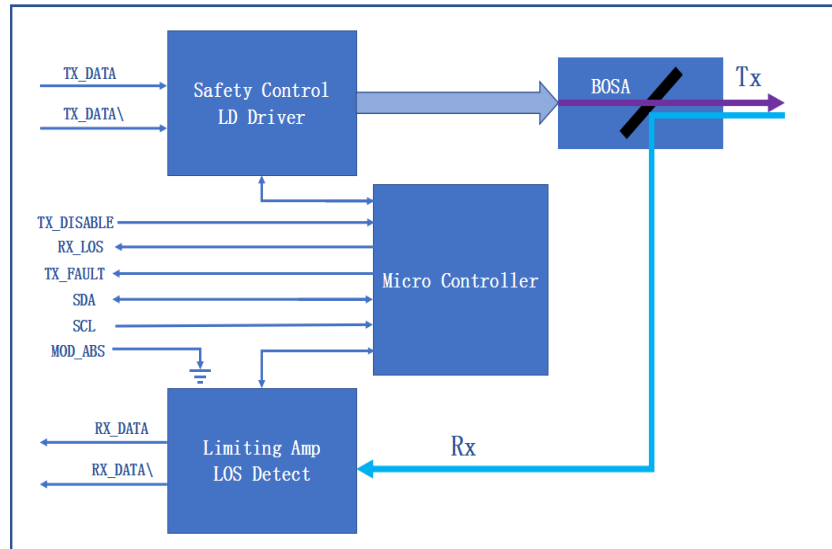 TX_DATA
TX_DATA\
Safety Control
LD Driver
BOSA
Tx
TX_DISABLE
RX_LOS
TX_FAULT
SDA
SCL
MOD_ABS
Micro Controller
RX_DATA
RX_DATA\
Limiting Amp
LOS Detect
Rx